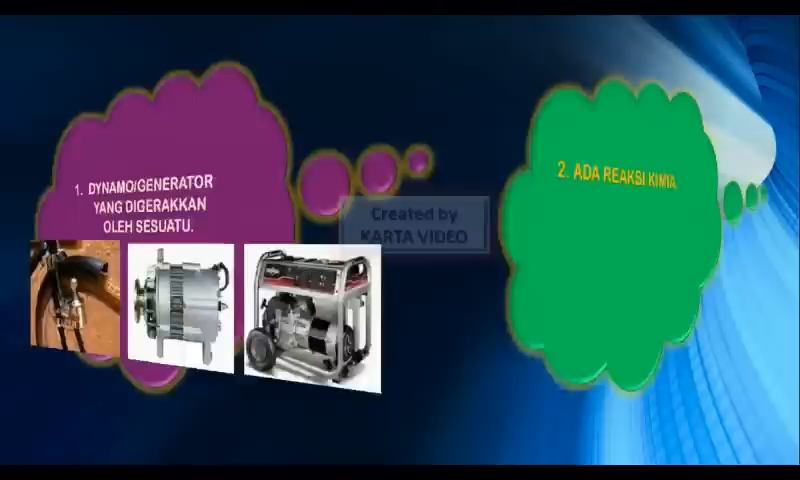 1. DYNAMO/GENERATOR
YANG DIGERAKKAN
OLEH SESUATU.
2. ADA REAKSI KIMIA
Created by
KARTA VIDEO